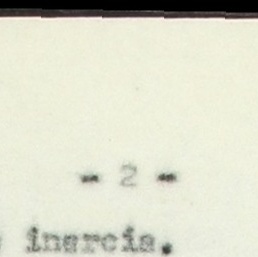 - 2 -
inercia.